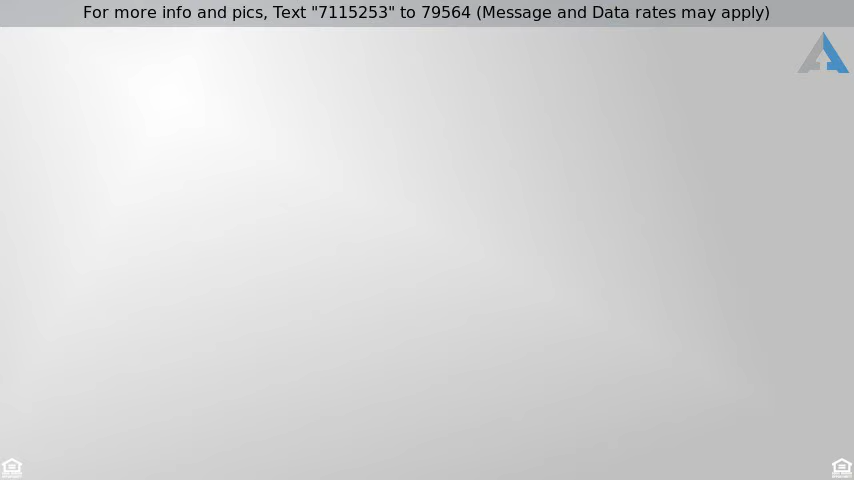 For more info and pics, Text "7115253" to 79564 (Message and Data rates may apply)